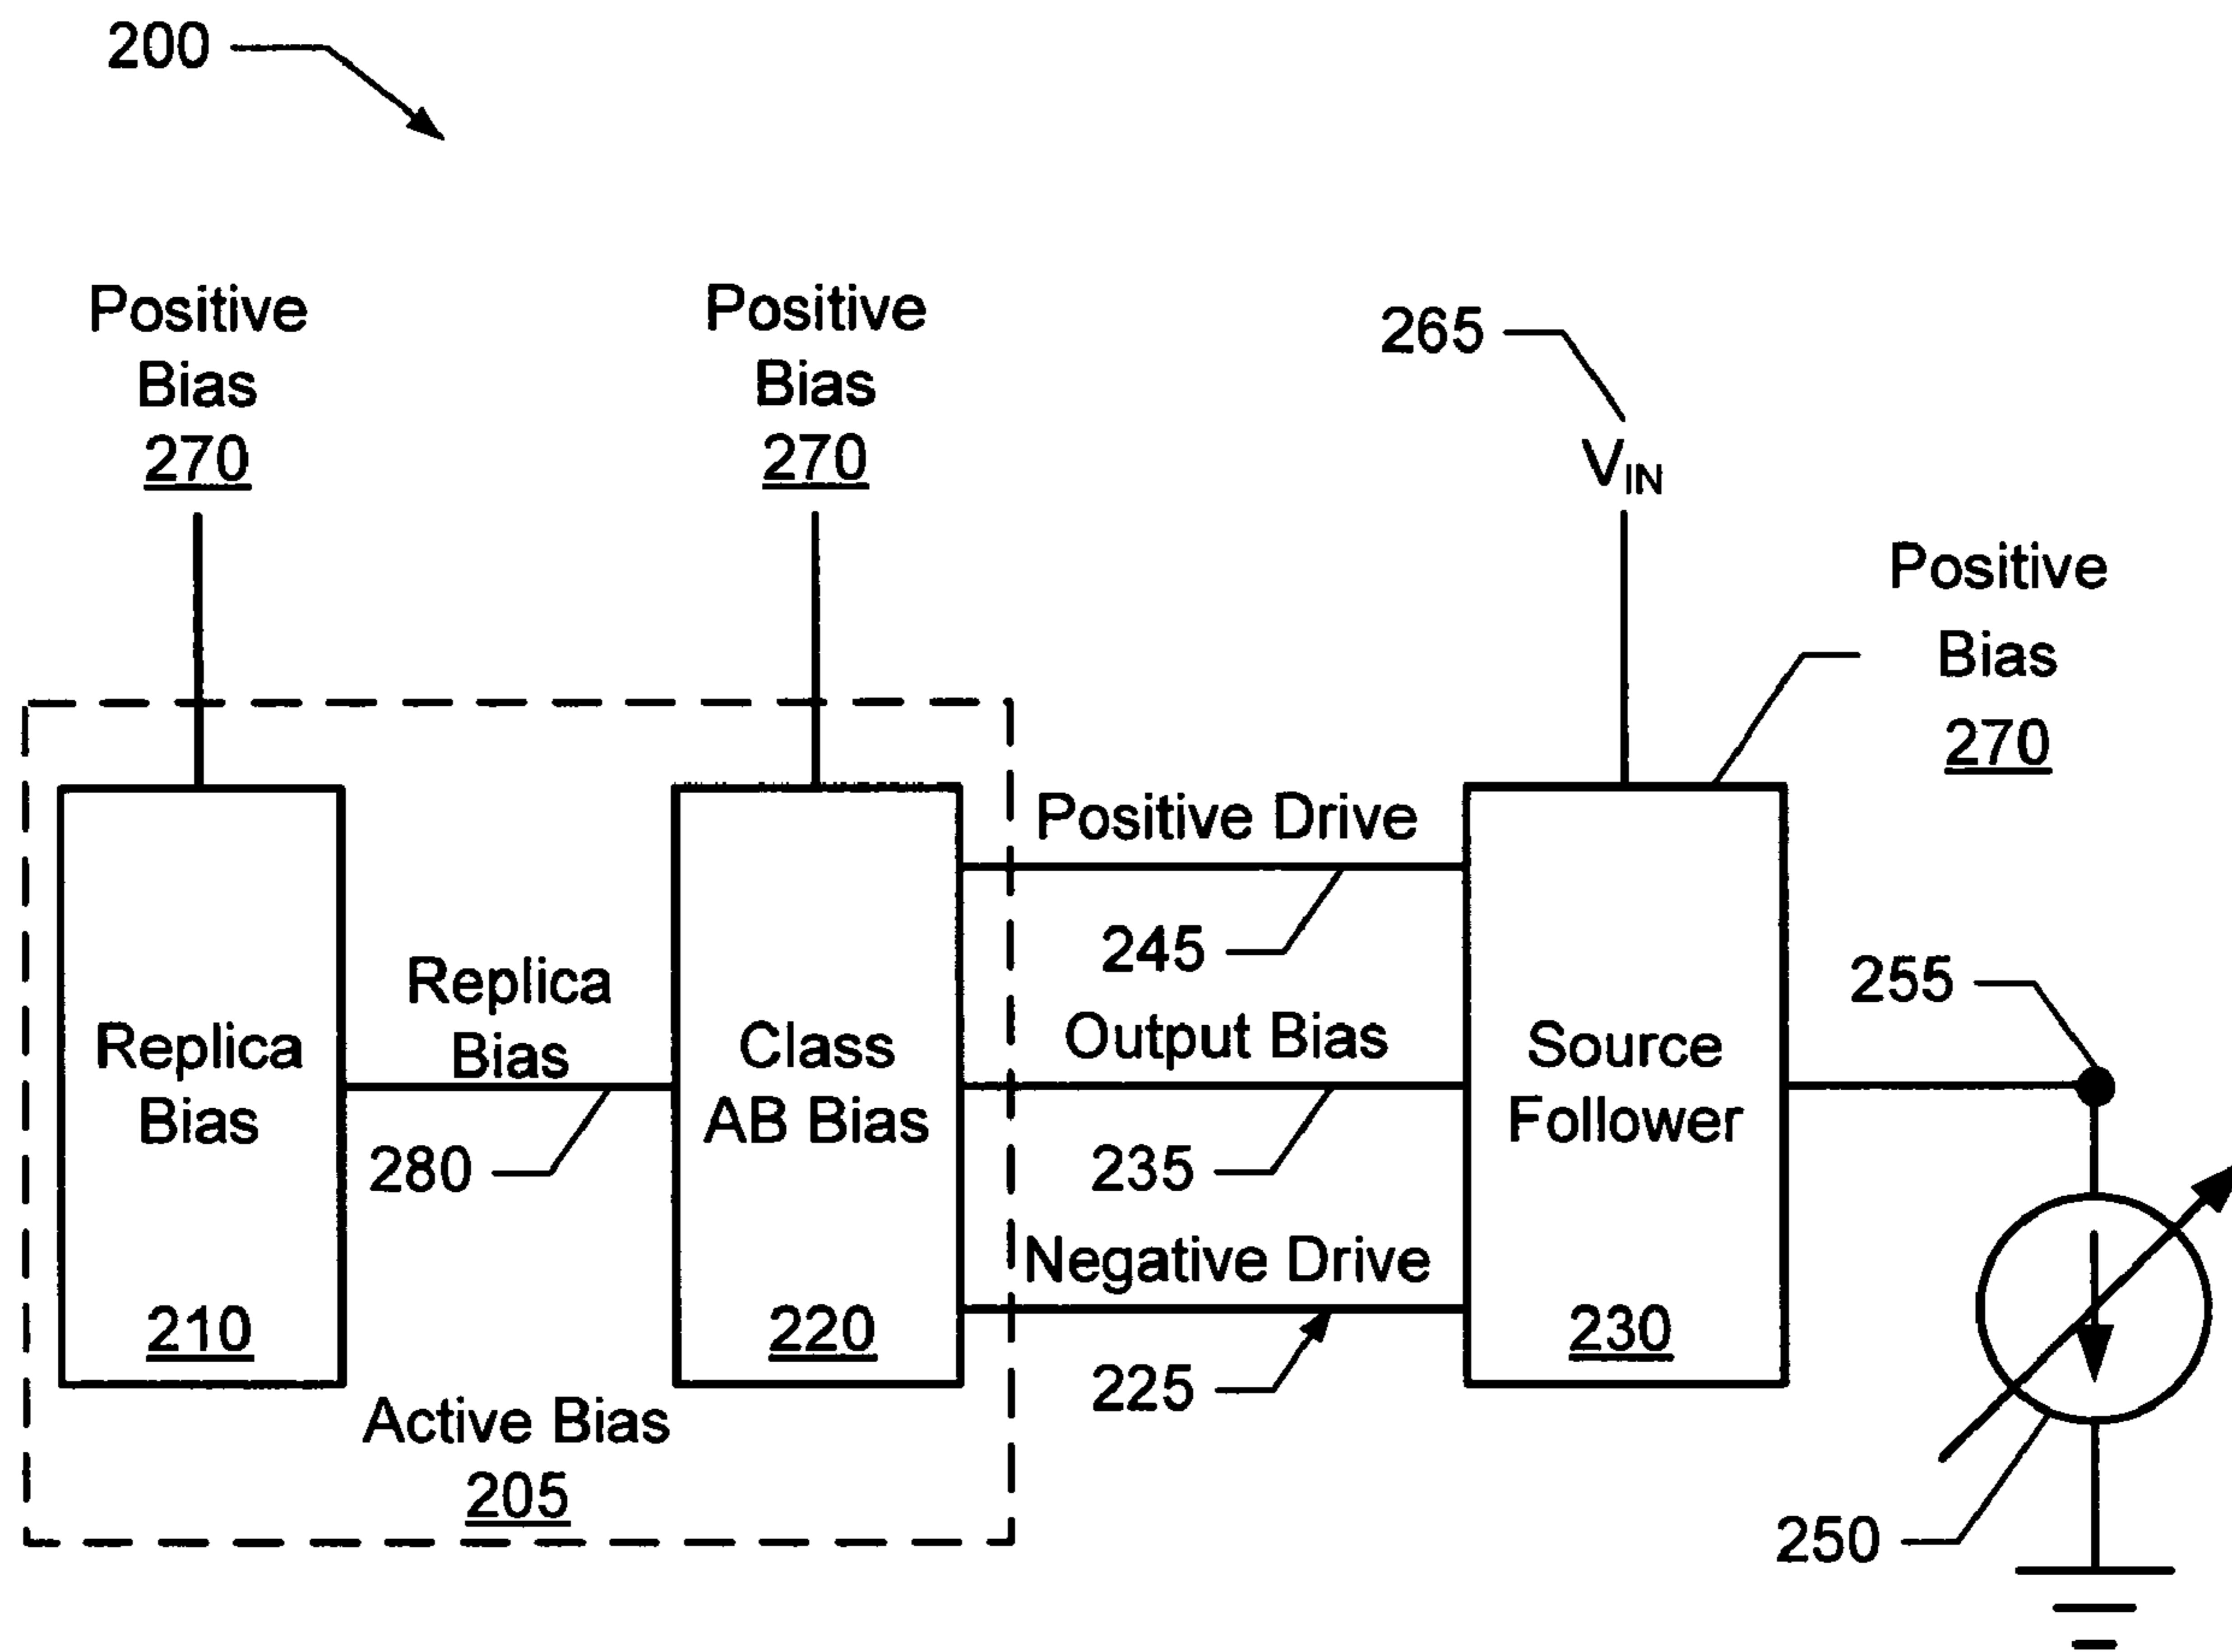 200
Positive
Bias
270
Positive
Bias
270
265
VIN
Positive
Bias
270
Positive Drive
245
Replica
Bias
280
Output Bias
235
255
Replica
Bias
210
Class
AB Bias
220
Source
Follower
230
Negative Drive
225
Active Bias
205
250